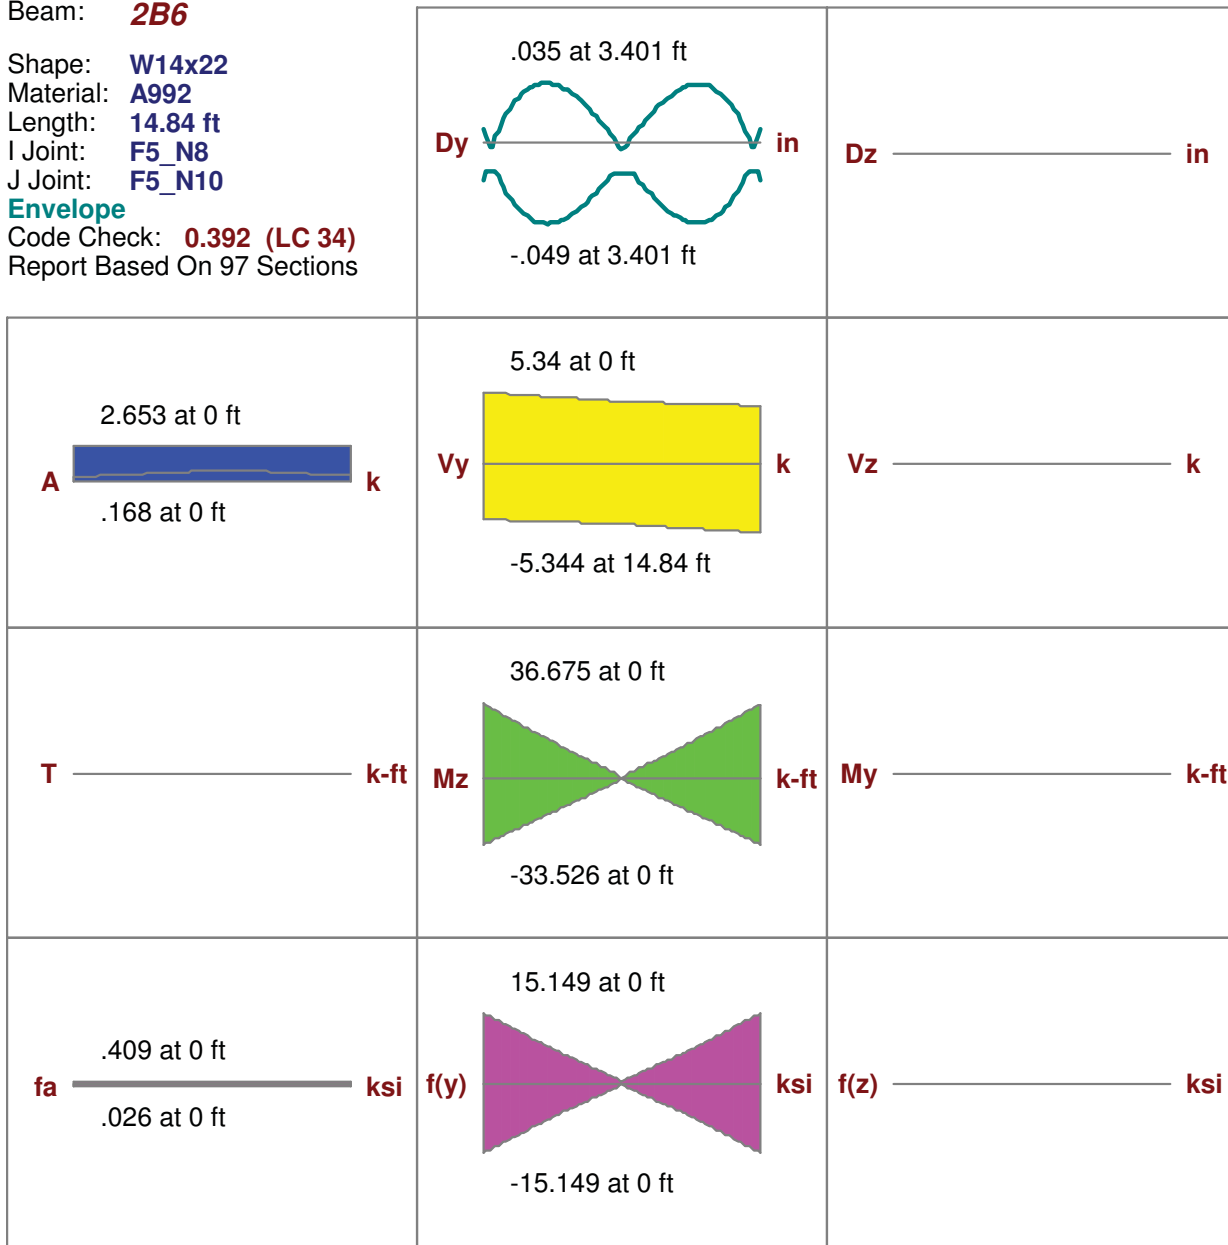 Beam: 2B6
Shape: W14x22
Material: A992
Length: 14.84 ft
I Joint: F5_N8
J Joint: F5_N10
Envelope
Code Check: 0.392 (LC 34)
Report Based On 97 Sections
.035 at 3.401 ft
Dy in
-.049 at 3.401 ft
Dz in
2.653 at 0 ft
A k
.168 at 0 ft
5.34 at 0 ft
Vy k
-5.344 at 14.84 ft
Vz k
T k-ft
36.675 at 0 ft
Mz k-ft
-33.526 at 0 ft
My k-ft
.409 at 0 ft
fa ksi
.026 at 0 ft
15.149 at 0 ft
f(y) ksi
-15.149 at 0 ft
f(z) ksi